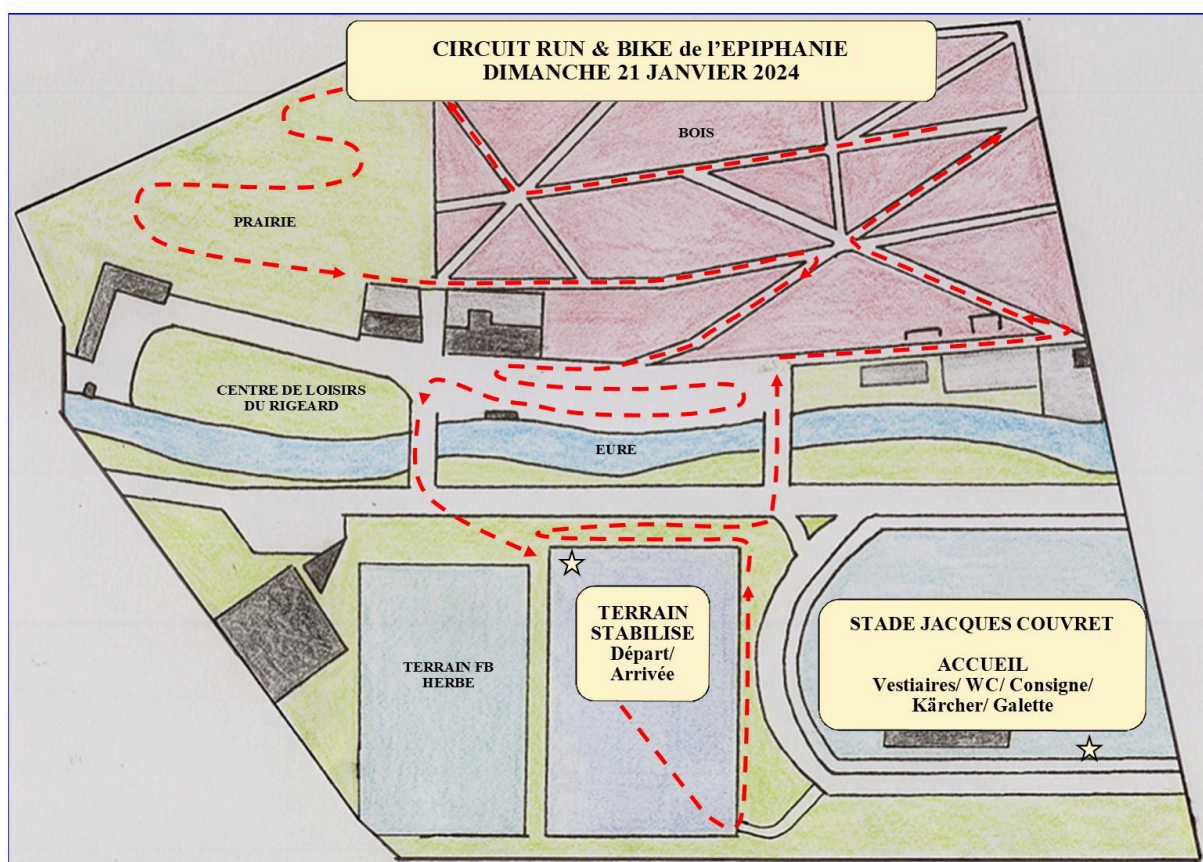 CIRCUIT RUN & BIKE de l'EPIPHANIE
DIMANCHE 21 JANVIER 2024
BOIS
PRAIRIE
CENTRE DE LOISIRS
DU RIGEARD
EURE
TERRAIN
STABILISE
Départ/
Arrivée
STADE JACQUES COUVRET
ACCUEIL
Vestiaires/ WC/ Consigne/
Kärcher/ Galette
TERRAIN FB
HERBE